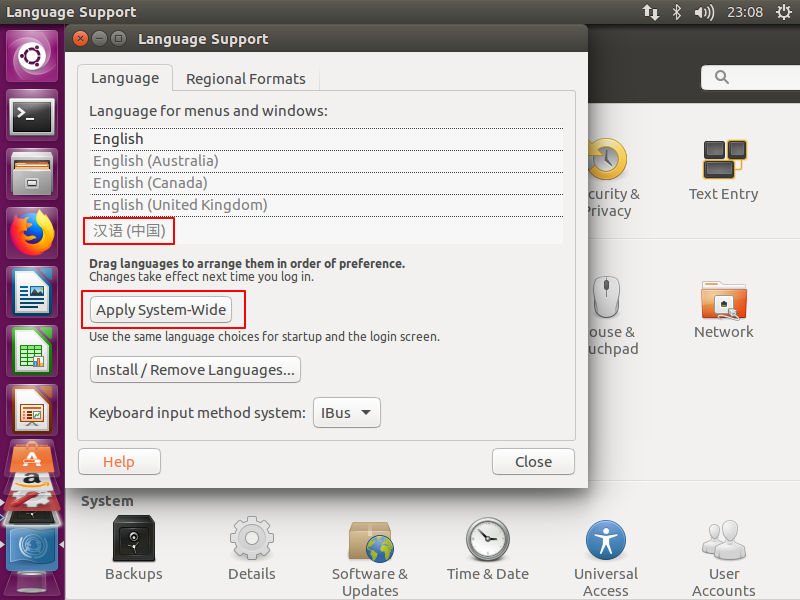 Language Support
23:08
Language Support
Language
Regional Formats
Language for menus and windows:
English
English (Australia)
English (Canada)
English (United Kingdom)
汉语 (中国)
Drag languages to arrange them in order of preference.
Changes take effect next time you log in.
Apply System-Wide
Use the same language choices for startup and the login screen.
Install / Remove Languages...
Keyboard input method system:
IBus
Help
Close
curity &
Privacy
Text Entry
ouse &
uchpad
Network
System
Backups
Details
Software &
Updates
Time & Date
Universal
Access
User
Accounts